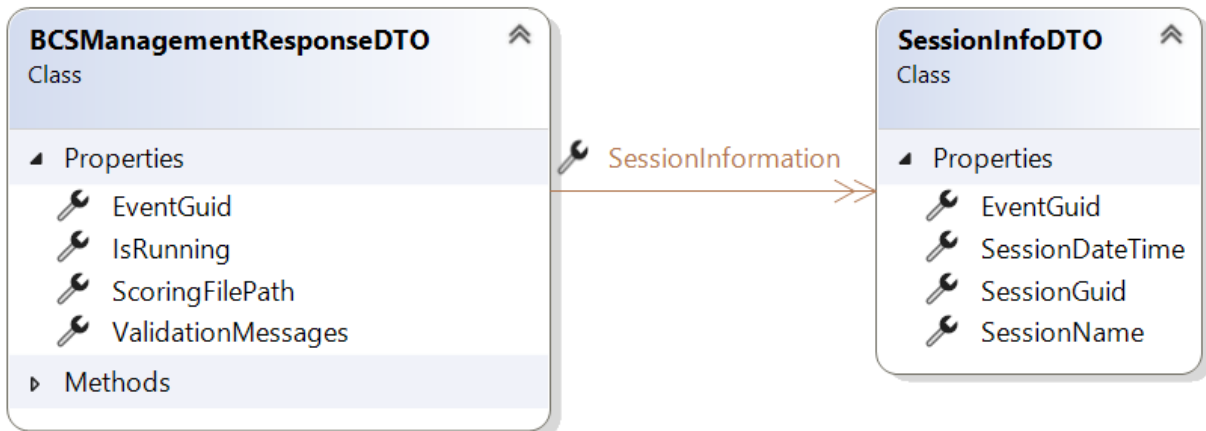 BCSManagementResponseDTO
Class
Properties
EventGuid
IsRunning
ScoringFilePath
ValidationMessages
Methods
SessionInformation
SessionInfoDTO
Class
Properties
EventGuid
SessionDateTime
SessionGuid
SessionName